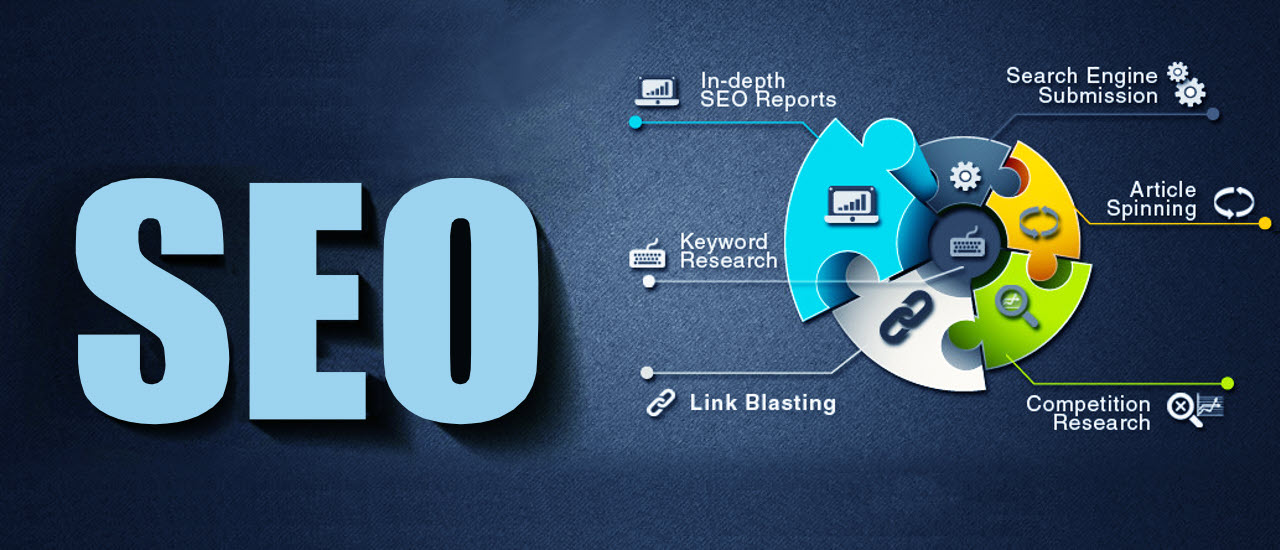 SEO
In-depth
SEO Reports
Keyword
Research
Link Blasting
Search Engine
Submission
Article
Spinning
Competition
Research